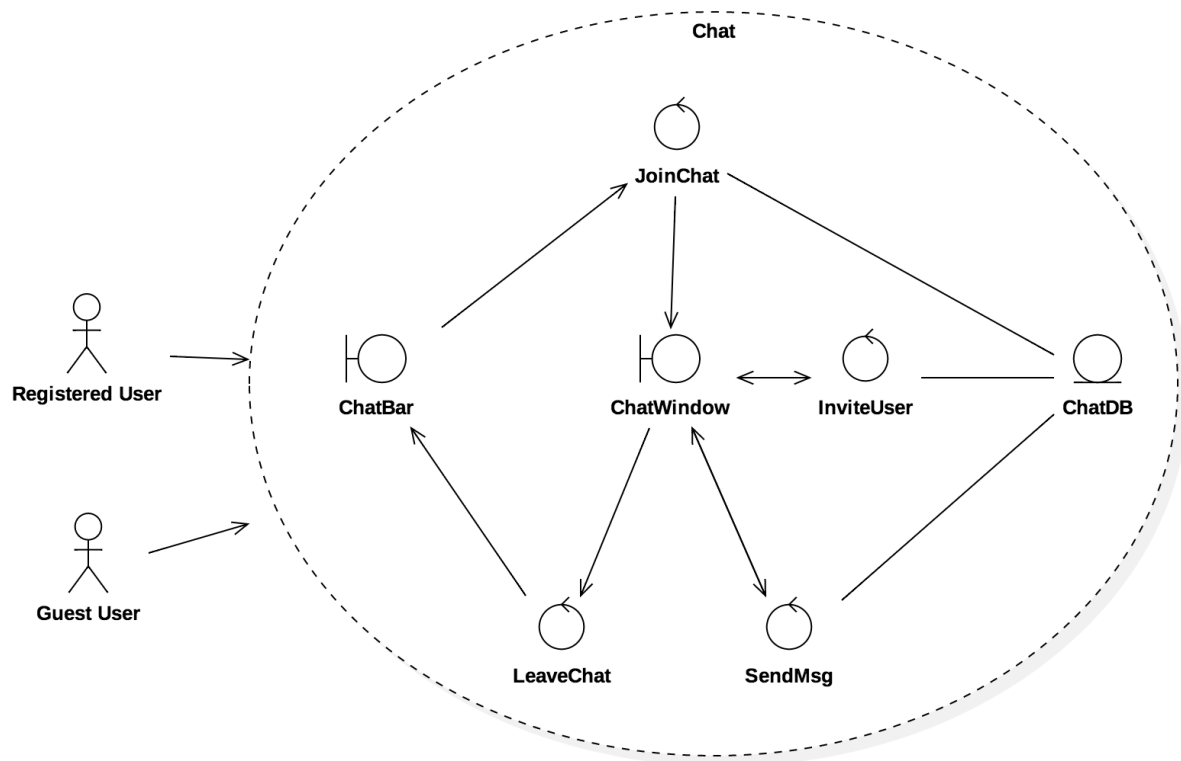 Chat
JoinChat
Registered User
ChatBar
ChatWindow
InviteUser
ChatDB
Guest User
LeaveChat
SendMsg